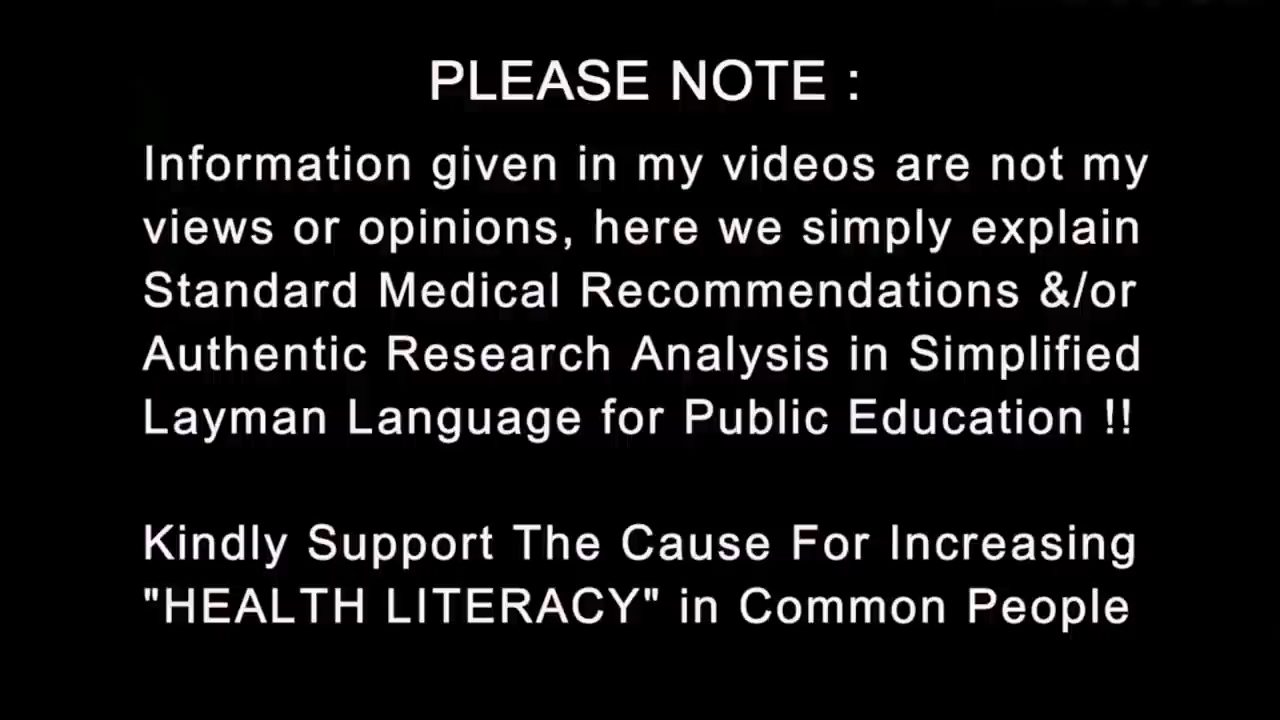 PLEASE NOTE :
Information given in my videos are not my
views or opinions, here we simply explain
Standard Medical Recommendations &/or
Authentic Research Analysis in Simplified
Layman Language for Public Education !!
Kindly Support The Cause For Increasing
"HEALTH LITERACY" in Common People